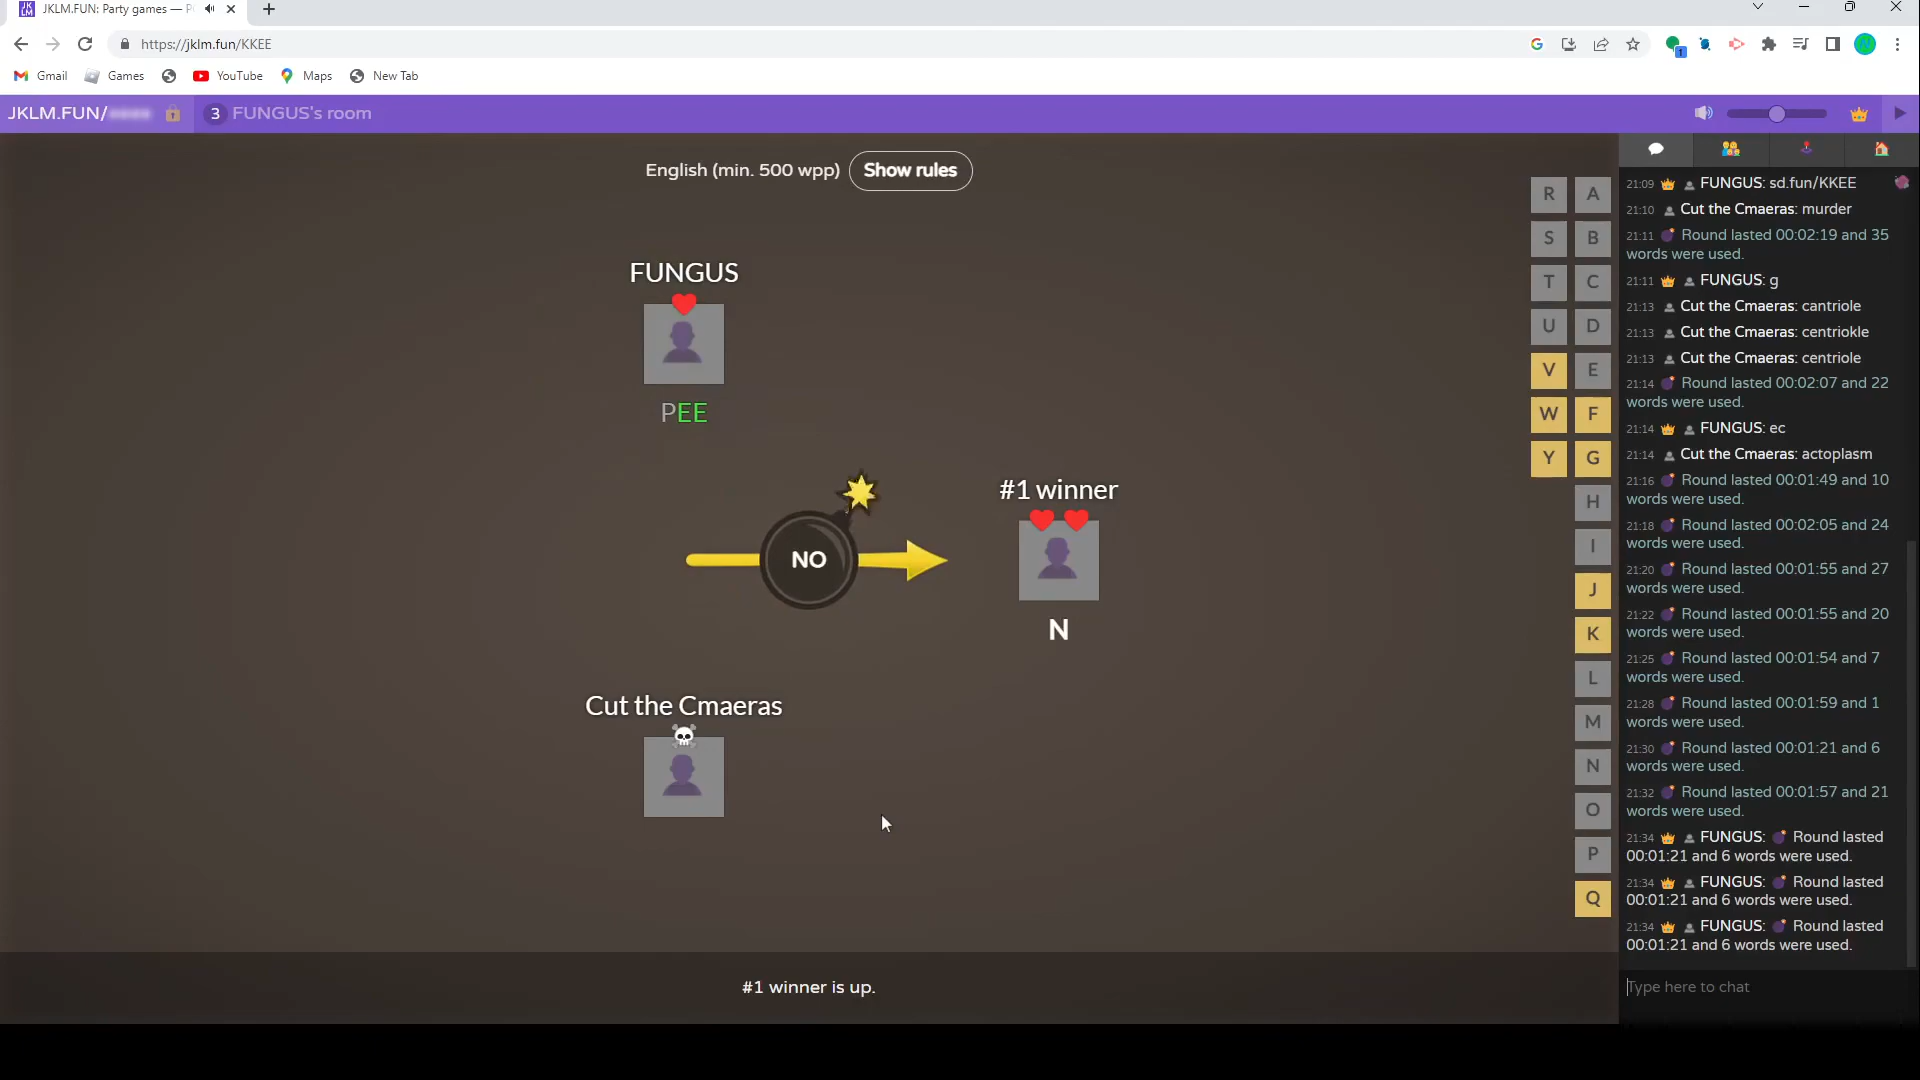 JKLM.FUN: Party games — P
https://jklm.fun/KKEE
1
Gmail
Games
YouTube
Maps
New Tab
JKLM.FUN/
3 FUNGUS's room
English (min. 500 wpp)
Show rules
FUNGUS
PEE
NO
#1 winner
N
Cut the Cmaeras
#1 winner is up.
R A
S B
T C
U D
V E
W F
Y G
H
I
J
K
L
M
N
O
P
Q
21:09 FUNGUS: sd.fun/KKEE
21:10 Cut the Cmaeras: murder
21:11 Round lasted 00:02:19 and 35
words were used.
21:11 FUNGUS: g
21:13 Cut the Cmaeras: cantriole
21:13 Cut the Cmaeras: centriokle
21:13 Cut the Cmaeras: centriole
21:14 Round lasted 00:02:07 and 22
words were used.
21:14 FUNGUS: ec
21:14 Cut the Cmaeras: actoplasm
21:16 Round lasted 00:01:49 and 10
words were used.
21:18 Round lasted 00:02:05 and 24
words were used.
21:20 Round lasted 00:01:55 and 27
words were used.
21:22 Round lasted 00:01:55 and 20
words were used.
21:25 Round lasted 00:01:54 and 7
words were used.
21:28 Round lasted 00:01:59 and 1
words were used.
21:30 Round lasted 00:01:21 and 6
words were used.
21:32 Round lasted 00:01:57 and 21
words were used.
21:34 FUNGUS: Round lasted
00:01:21 and 6 words were used.
21:34 FUNGUS: Round lasted
00:01:21 and 6 words were used.
21:34 FUNGUS: Round lasted
00:01:21 and 6 words were used.
Type here to chat